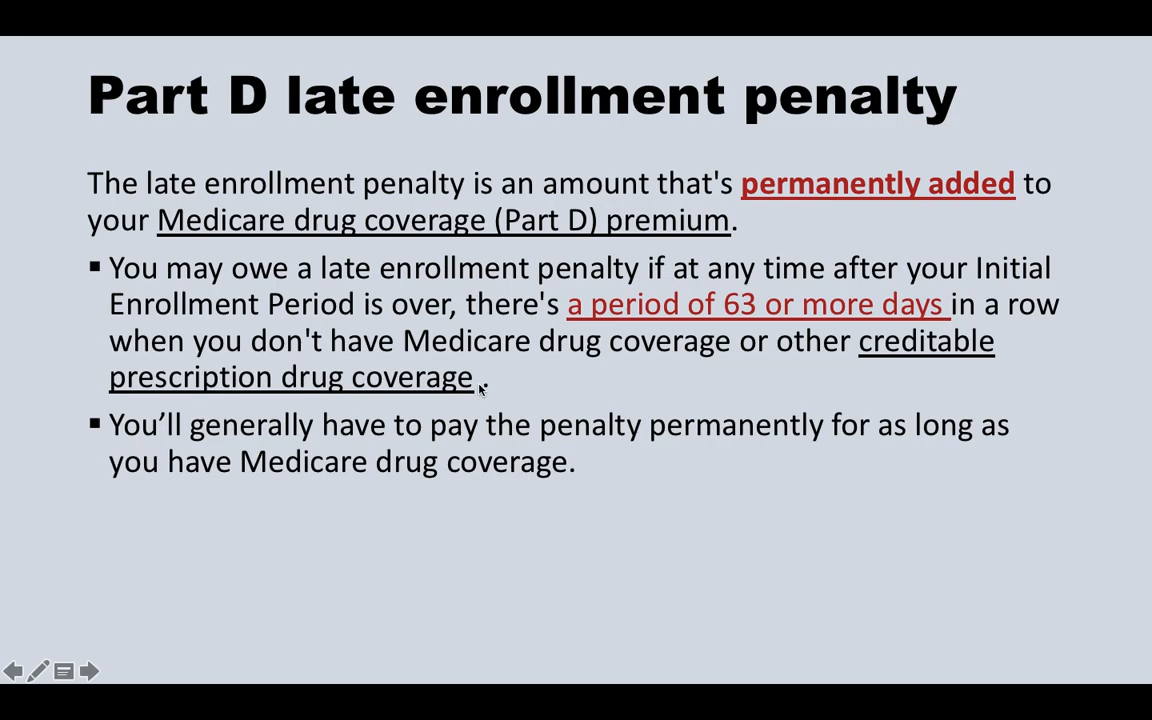 Part D late enrollment penalty
The late enrollment penalty is an amount that's permanently added to
your Medicare drug coverage (Part D) premium.
▪ You may owe a late enrollment penalty if at any time after your Initial
Enrollment Period is over, there's a period of 63 or more days in a row
when you don't have Medicare drug coverage or other creditable
prescription drug coverage .
▪ You’ll generally have to pay the penalty permanently for as long as
you have Medicare drug coverage.